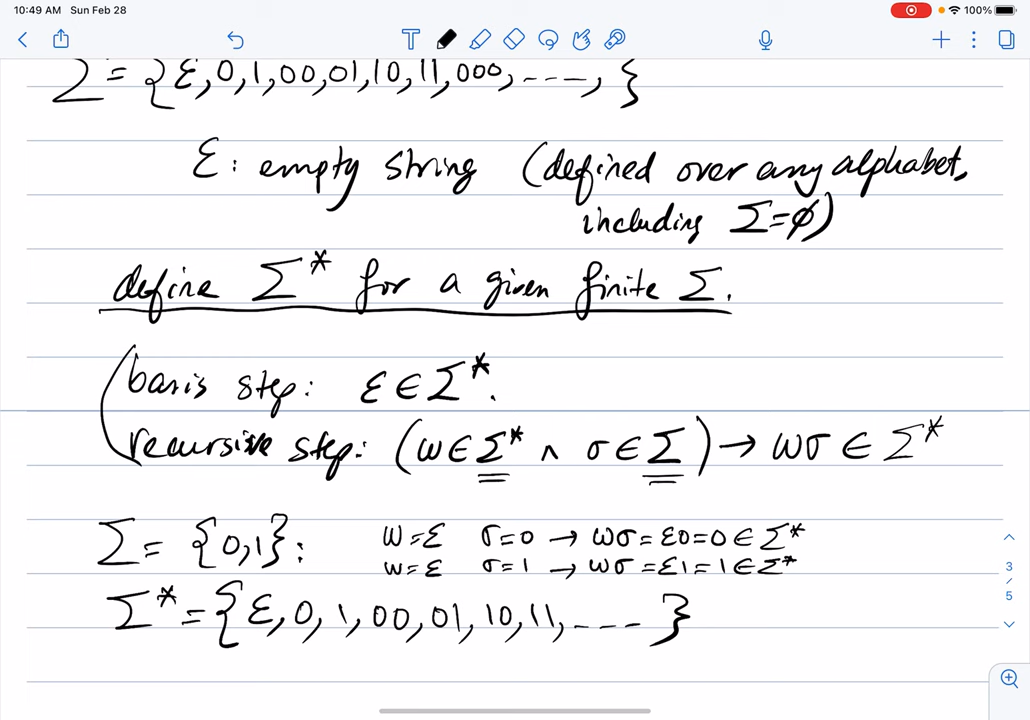 10:49 AM Sun Feb 28
100%
T
Σ = {ε, 0, 1, 00, 01, 10, 11, 000, ----, }
ε: empty string (defined over any alphabet,
including Σ=∅)
define Σ* for a given finite Σ.
basis step: ε ∈ Σ*.
recursive step: (w ∈ Σ* ∧ σ ∈ Σ) → wσ ∈ Σ*
Σ = {0,1}: w=ε σ=0 → wσ=ε0=0 ∈ Σ*
w=ε σ=1 → wσ=ε1=1 ∈ Σ*
Σ* = {ε, 0, 1, 00, 01, 10, 11, ---- }
3
/
5